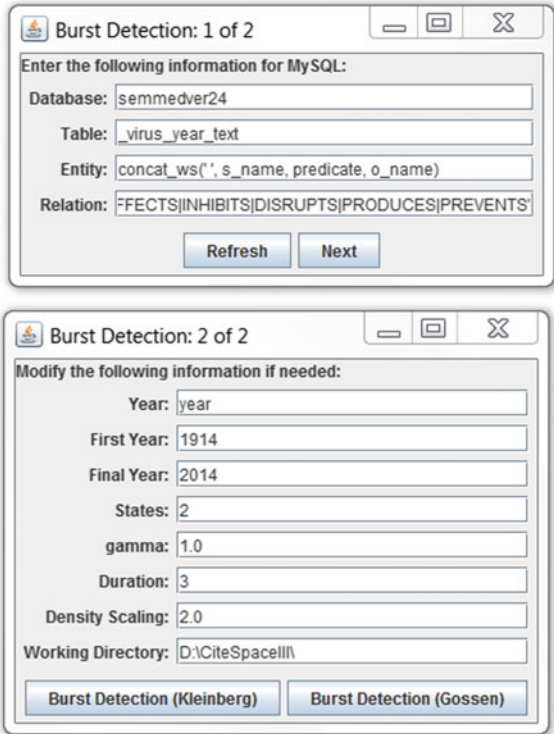 Burst Detection: 1 of 2
Enter the following information for MySQL:
Database: semmedver24
Table: _virus_year_text
Entity: concat_ws(' ', s_name, predicate, o_name)
Relation: FFECTS|INHIBITS|DISRUPTS|PRODUCES|PREVENTS'
Refresh Next
Burst Detection: 2 of 2
Modify the following information if needed:
Year: year
First Year: 1914
Final Year: 2014
States: 2
gamma: 1.0
Duration: 3
Density Scaling: 2.0
Working Directory: D:\CiteSpaceIII\
Burst Detection (Kleinberg) Burst Detection (Gossen)